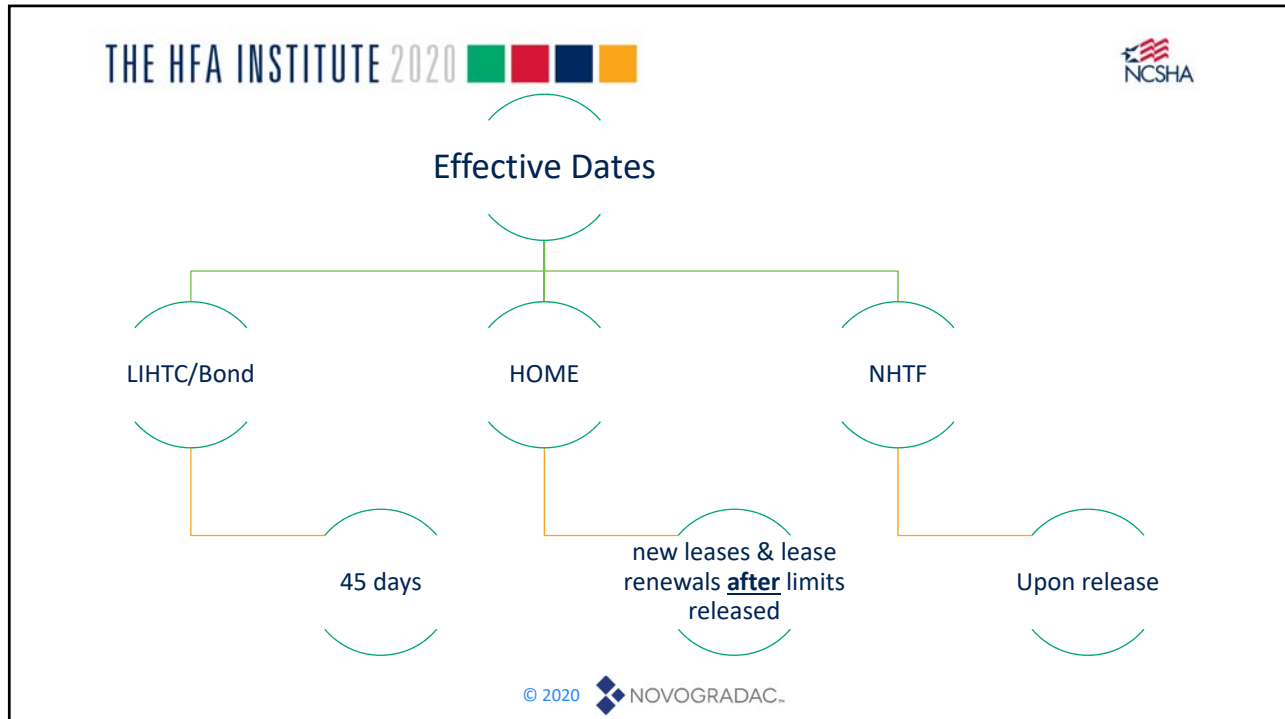 THE HFA INSTITUTE 2020
NCSHA
Effective Dates
LIHTC/Bond
HOME
NHTF
45 days
new leases & lease
renewals after limits
released
Upon release
© 2020 NOVOGRADAC℠